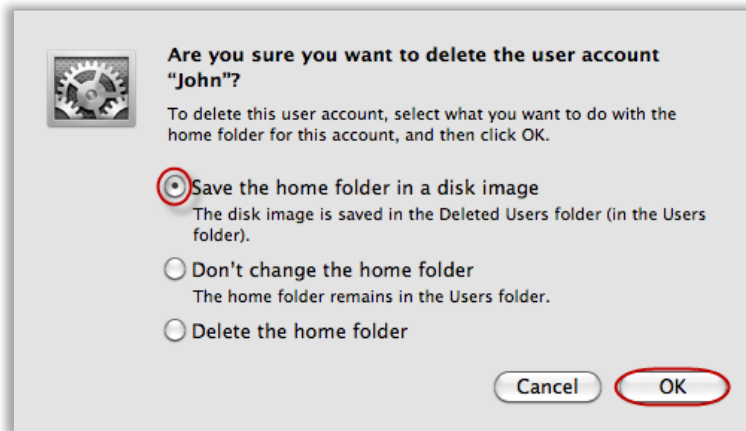 Are you sure you want to delete the user account
“John”?
To delete this user account, select what you want to do with the
home folder for this account, and then click OK.
Save the home folder in a disk image
The disk image is saved in the Deleted Users folder (in the Users
folder).
Don't change the home folder
The home folder remains in the Users folder.
Delete the home folder
Cancel OK